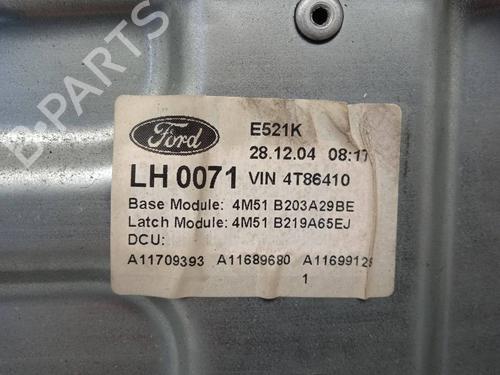 B-PARTS
Ford
E521K
28.12.04 08:17
LH 0071 VIN 4T86410
Base Module: 4M51 B203A29BE
Latch Module: 4M51 B219A65EJ
DCU:
A11709393 A11689680 A1169912
1